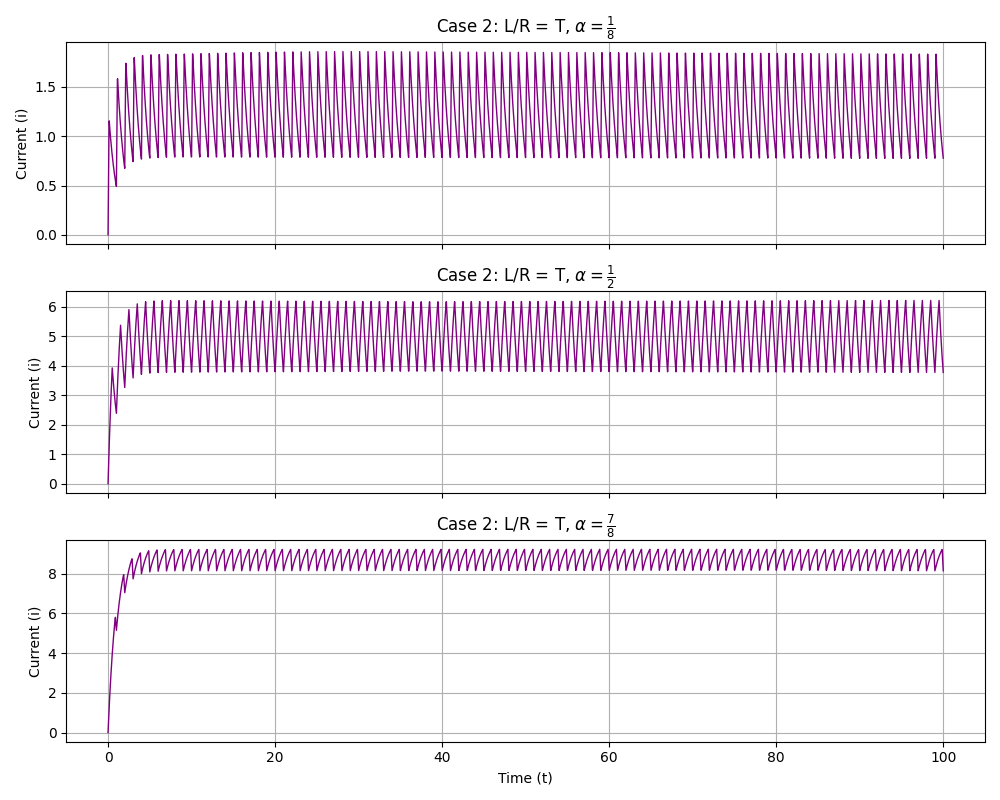 Case 2: L/R = T, α = 1/8
1.5
1.0
0.5
0.0
Current (i)
Case 2: L/R = T, α = 1/2
6
5
4
3
2
1
0
Current (i)
Case 2: L/R = T, α = 7/8
8
6
4
2
0
Current (i)
0 20 40 60 80 100
Time (t)